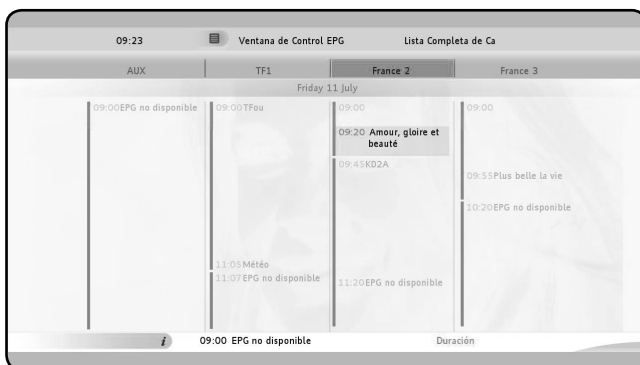 09:23 Ventana de Control EPG Lista Completa de Ca
AUX TF1 France 2 France 3
Friday 11 July
09:00EPG no disponible 09:00TFou 09:00 09:00
09:20 Amour, gloire et
beauté
09:45KD2A
09:55Plus belle la vie
10:20EPG no disponible
11:05Météo
11:07EPG no disponible
11:20EPG no disponible
i 09:00 EPG no disponible Duración